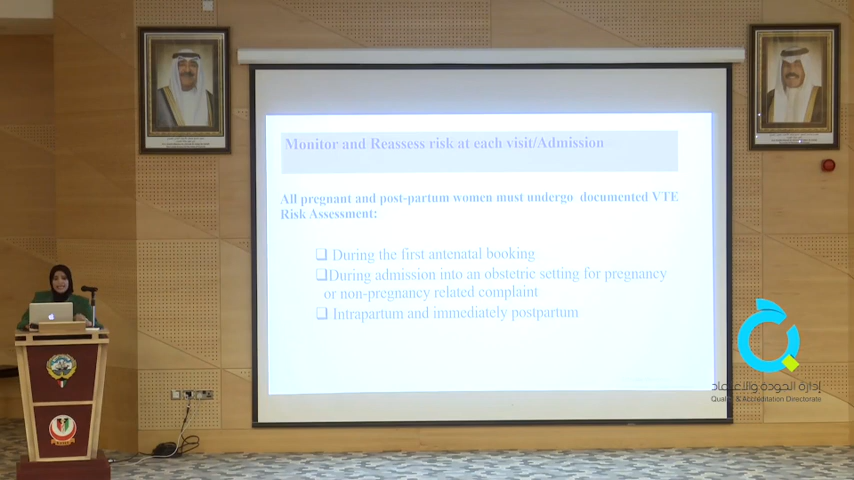 Monitor and Reassess risk at each visit/Admission
All pregnant and post-partum women must undergo documented VTE
Risk Assessment:
❑ During the first antenatal booking
❑During admission into an obstetric setting for pregnancy
or non-pregnancy related complaint
❑ Intrapartum and immediately postpartum
إدارة الجودة والاعتماد
Quality & Accreditation Directorate